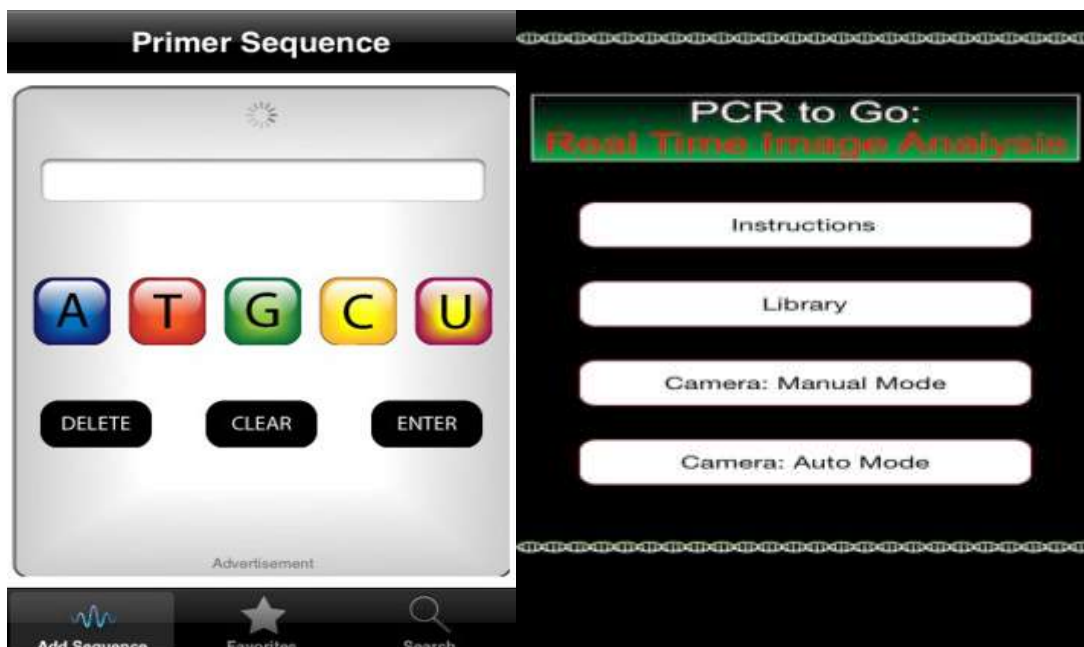 Primer Sequence
A T G C U
DELETE CLEAR ENTER
Advertisement
Add Sequence Favorites Search
PCR to Go:
Real Time Image Analysis
Instructions
Library
Camera: Manual Mode
Camera: Auto Mode